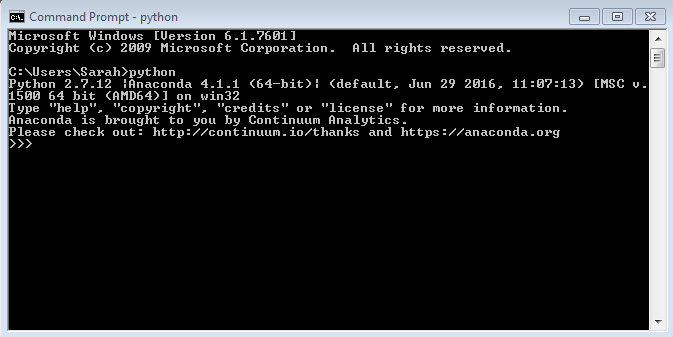 Command Prompt - python
Microsoft Windows [Version 6.1.7601]
Copyright (c) 2009 Microsoft Corporation.  All rights reserved.
C:\Users\Sarah>python
Python 2.7.12 ¦Anaconda 4.1.1 (64-bit)¦ (default, Jun 29 2016, 11:07:13) [MSC v.
1500 64 bit (AMD64)] on win32
Type "help", "copyright", "credits" or "license" for more information.
Anaconda is brought to you by Continuum Analytics.
Please check out: http://continuum.io/thanks and https://anaconda.org
>>>